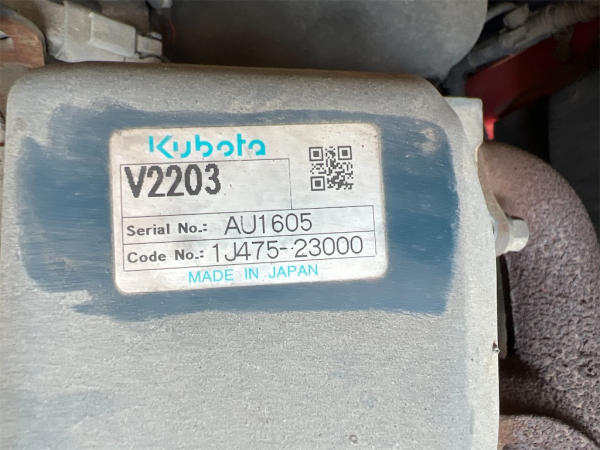 Kubota
V2203
Serial No.: AU1605
Code No.: 1J475-23000
MADE IN JAPAN